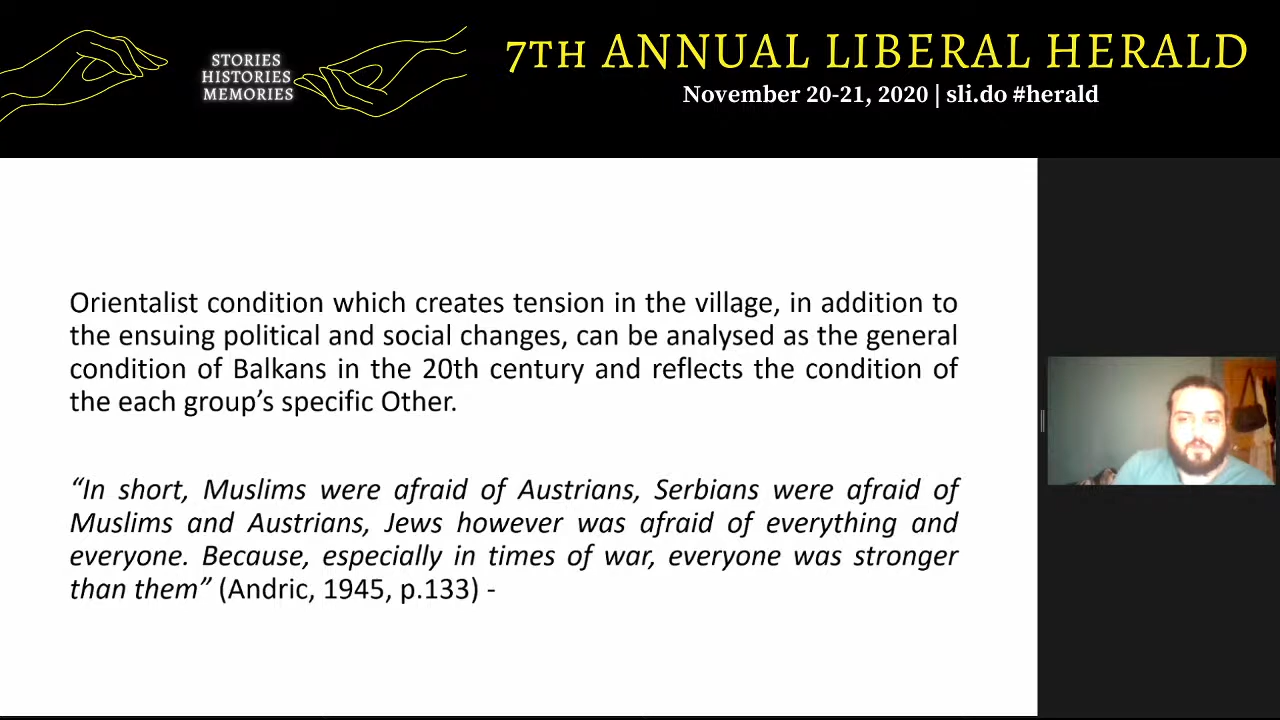 STORIES
HISTORIES
MEMORIES
7TH ANNUAL LIBERAL HERALD
November 20-21, 2020 | sli.do #herald
Orientalist condition which creates tension in the village, in addition to
the ensuing political and social changes, can be analysed as the general
condition of Balkans in the 20th century and reflects the condition of
the each group’s specific Other.
“In short, Muslims were afraid of Austrians, Serbians were afraid of
Muslims and Austrians, Jews however was afraid of everything and
everyone. Because, especially in times of war, everyone was stronger
than them” (Andric, 1945, p.133) -